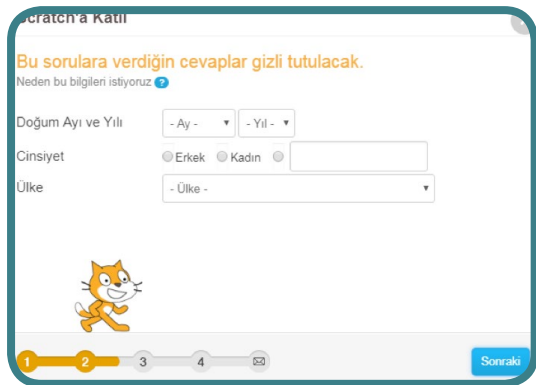 Scratch'a Katıl
Bu sorulara verdiğin cevaplar gizli tutulacak.
Neden bu bilgileri istiyoruz ?
Doğum Ayı ve Yılı - Ay - - Yıl -
Cinsiyet Erkek Kadın
Ülke - Ülke -
1 2 3 4 Sonraki